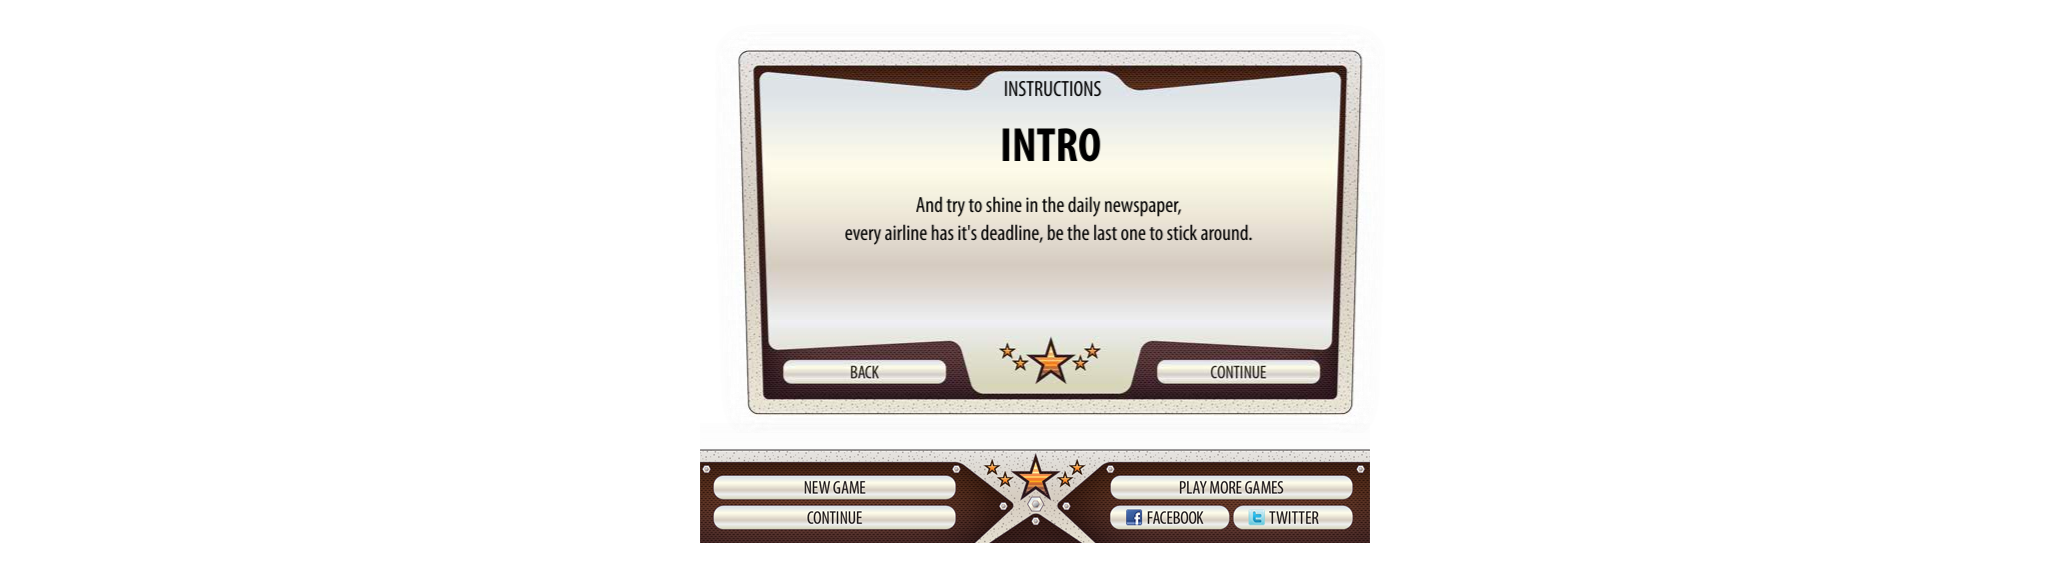 INSTRUCTIONS
INTRO
And try to shine in the daily newspaper,
every airline has it's deadline, be the last one to stick around.
BACK
CONTINUE
NEW GAME
PLAY MORE GAMES
CONTINUE
FACEBOOK
TWITTER